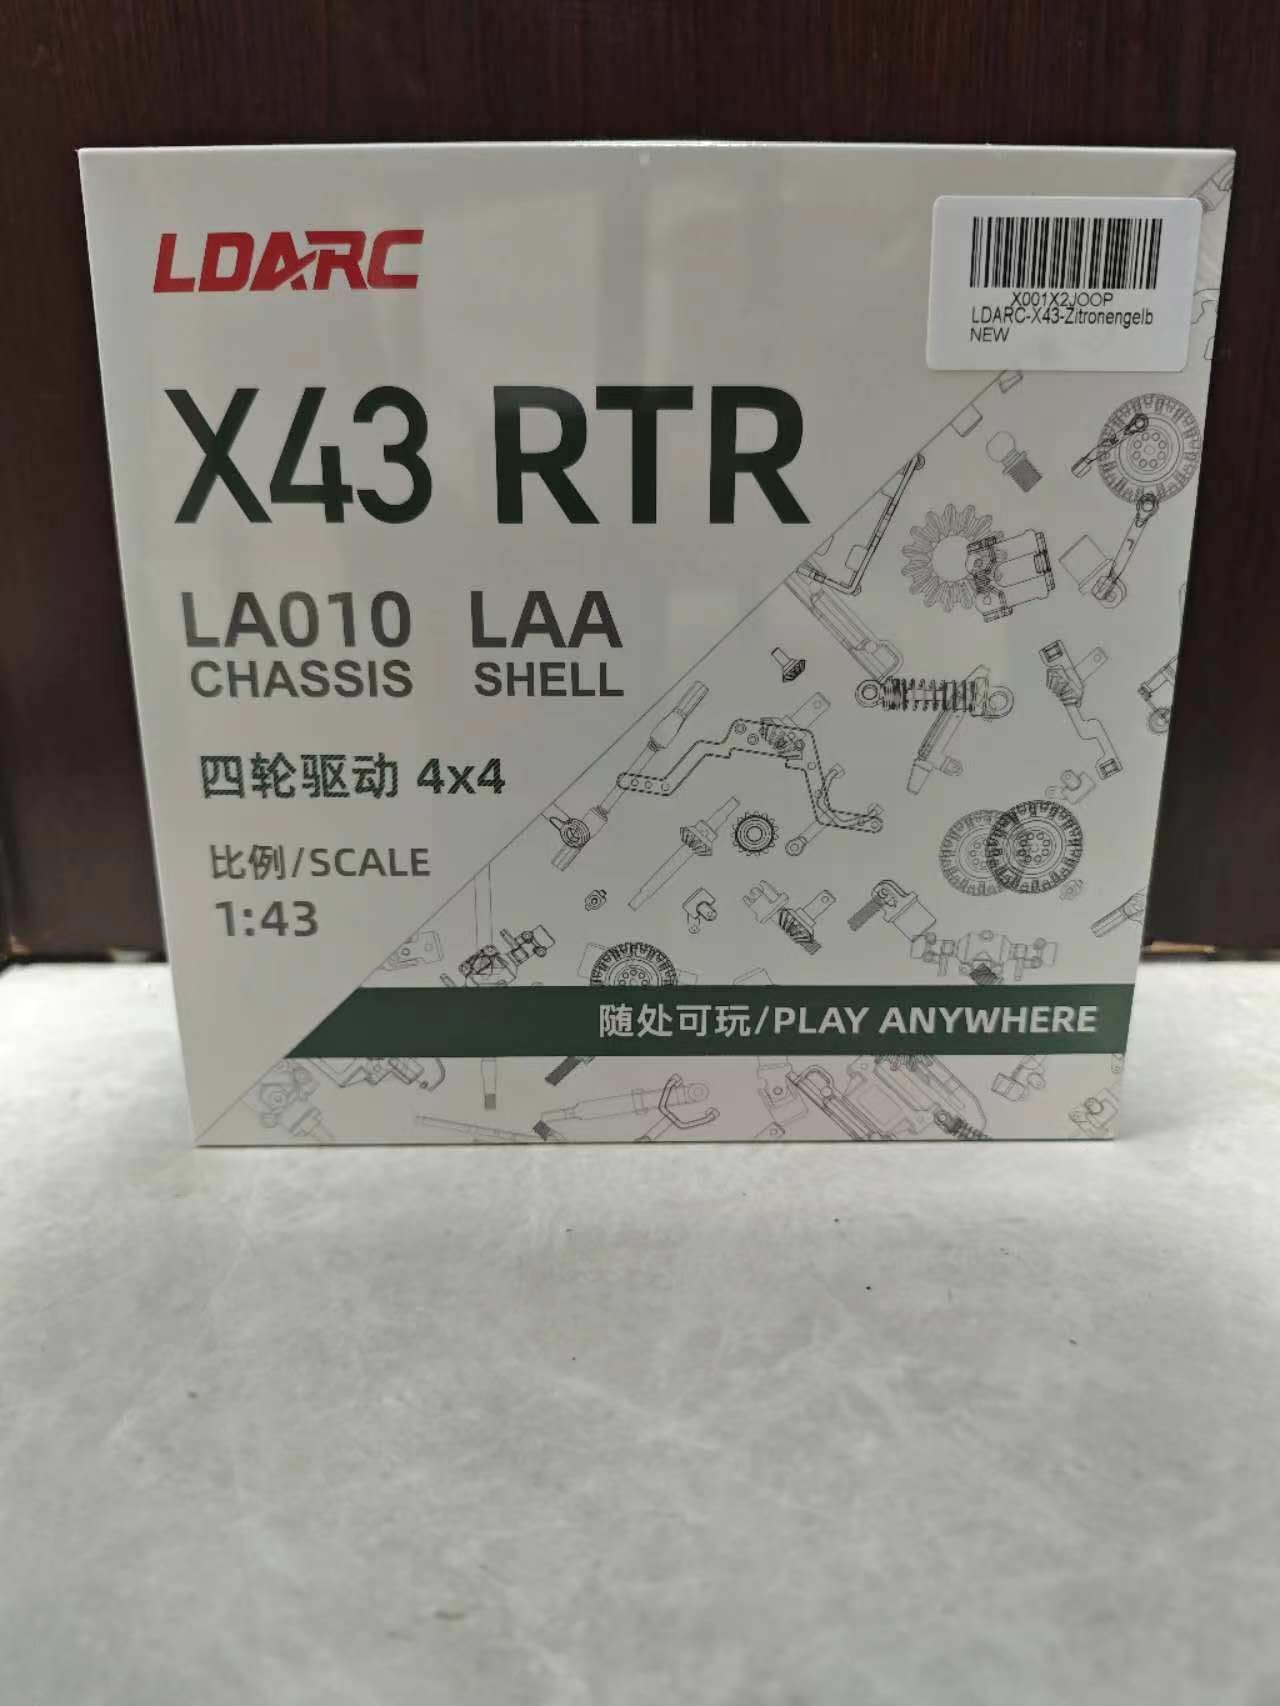 LDARC
X001X2JOOP
LDARC-X43-Zitronengelb
NEW
X43 RTR
LA010 LAA
CHASSIS SHELL
四轮驱动 4x4
比例/SCALE
1:43
随处可玩/PLAY ANYWHERE